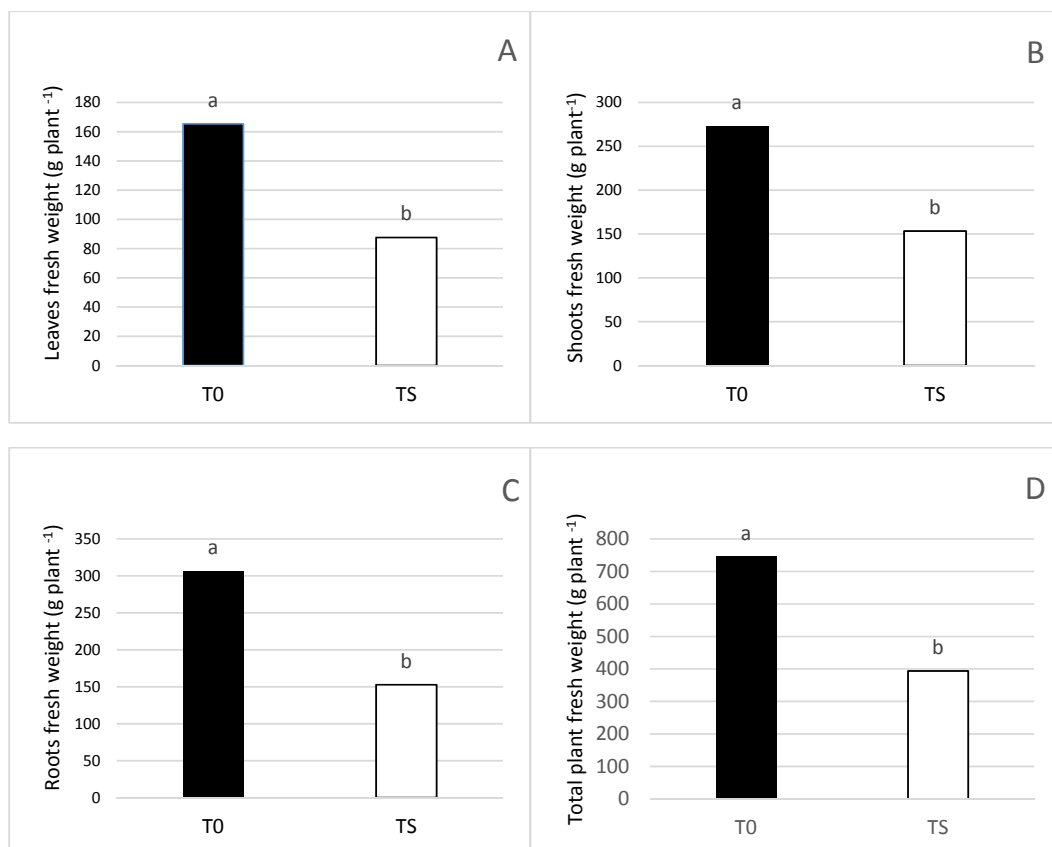 A
Leaves fresh weight (g plant -1)
180
160
140
120
100
80
60
40
20
0
a
b
T0
TS
B
Shoots fresh weight (g plant-1)
300
250
200
150
100
50
0
a
b
T0
TS
C
Roots fresh weight (g plant -1)
350
300
250
200
150
100
50
0
a
b
T0
TS
D
Total plant fresh weight (g plant -1)
800
700
600
500
400
300
200
100
0
a
b
T0
TS